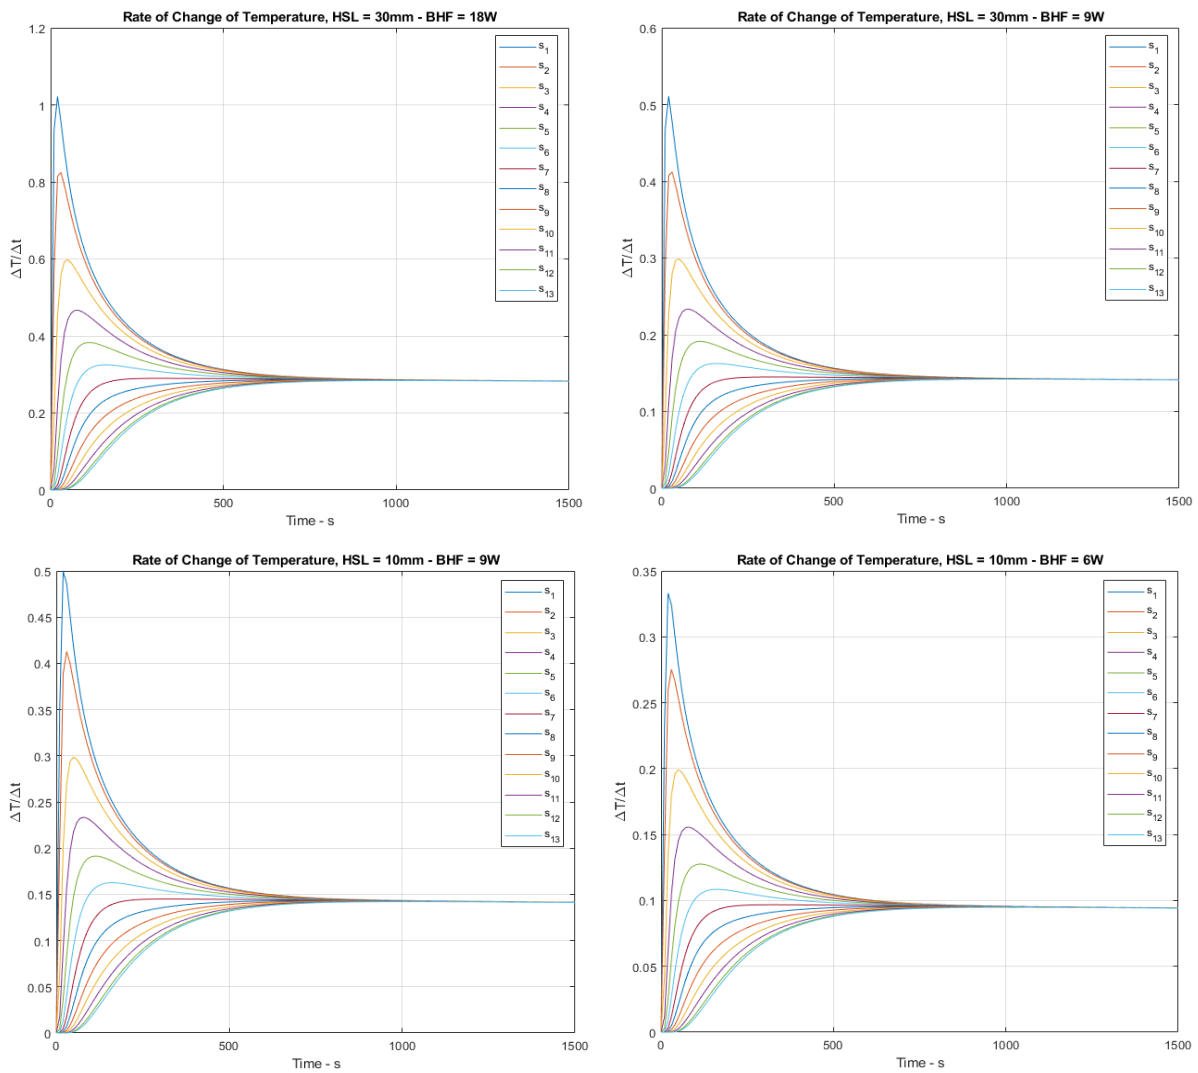 Rate of Change of Temperature, HSL = 30mm - BHF = 18W
1.2
1
0.8
0.6
0.4
0.2
0
ΔT/Δt
0
500
1000
1500
Time - s
s1
s2
s3
s4
s5
s6
s7
s8
s9
s10
s11
s12
s13
Rate of Change of Temperature, HSL = 30mm - BHF = 9W
0.6
0.5
0.4
0.3
0.2
0.1
0
ΔT/Δt
0
500
1000
1500
Time - s
s1
s2
s3
s4
s5
s6
s7
s8
s9
s10
s11
s12
s13
Rate of Change of Temperature, HSL = 10mm - BHF = 9W
0.5
0.45
0.4
0.35
0.3
0.25
0.2
0.15
0.1
0.05
0
ΔT/Δt
0
500
1000
1500
Time - s
s1
s2
s3
s4
s5
s6
s7
s8
s9
s10
s11
s12
s13
Rate of Change of Temperature, HSL = 10mm - BHF = 6W
0.35
0.3
0.25
0.2
0.15
0.1
0.05
0
ΔT/Δt
0
500
1000
1500
Time - s
s1
s2
s3
s4
s5
s6
s7
s8
s9
s10
s11
s12
s13